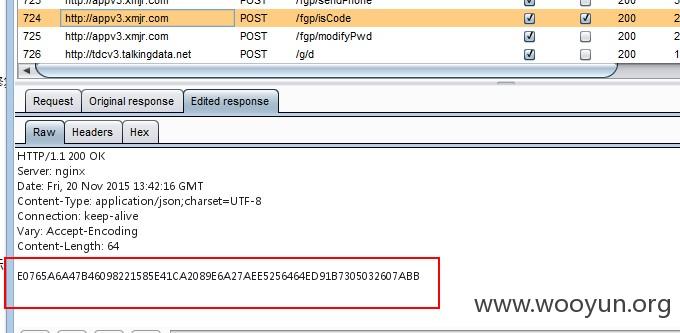 http://appv3.xmjr.com POST /fgp/sendPhone 200
724 http://appv3.xmjr.com POST /fgp/isCode 200 2
725 http://appv3.xmjr.com POST /fgp/modifyPwd 200 2
726 http://tdcv3.talkingdata.net POST /g/d 200 3
Request Original response Edited response
Raw Headers Hex
HTTP/1.1 200 OK
Server: nginx
Date: Fri, 20 Nov 2015 13:42:16 GMT
Content-Type: application/json;charset=UTF-8
Connection: keep-alive
Vary: Accept-Encoding
Content-Length: 64
E0765A6A47B46098221585E41CA2089E6A27AEE5256464ED91B7305032607ABB
www.wooyun.org